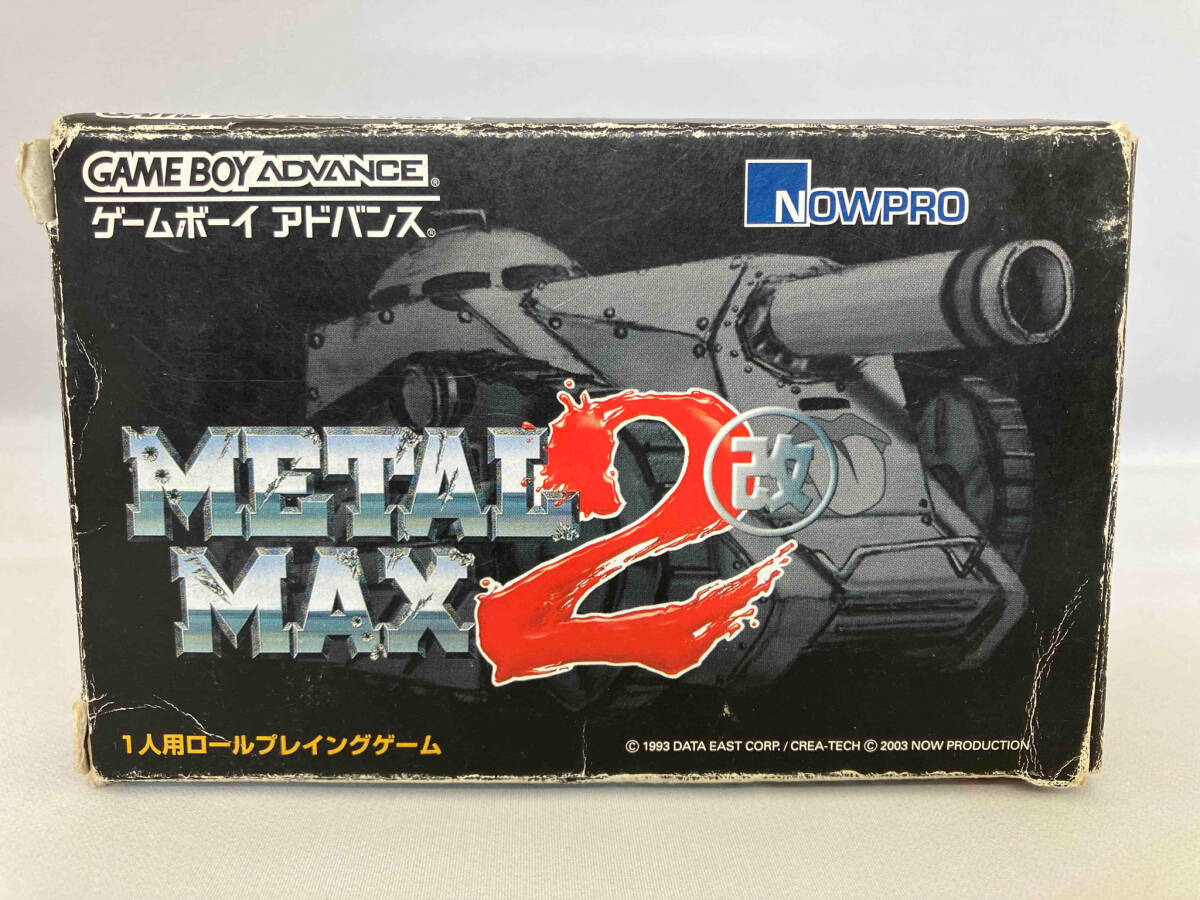 GAME BOY ADVANCE®
ゲームボーイ アドバンス®
NOWPRO
METAL
MAX
2
改
1人用ロールプレイングゲーム
© 1993 DATA EAST CORP. / CREA-TECH © 2003 NOW PRODUCTION